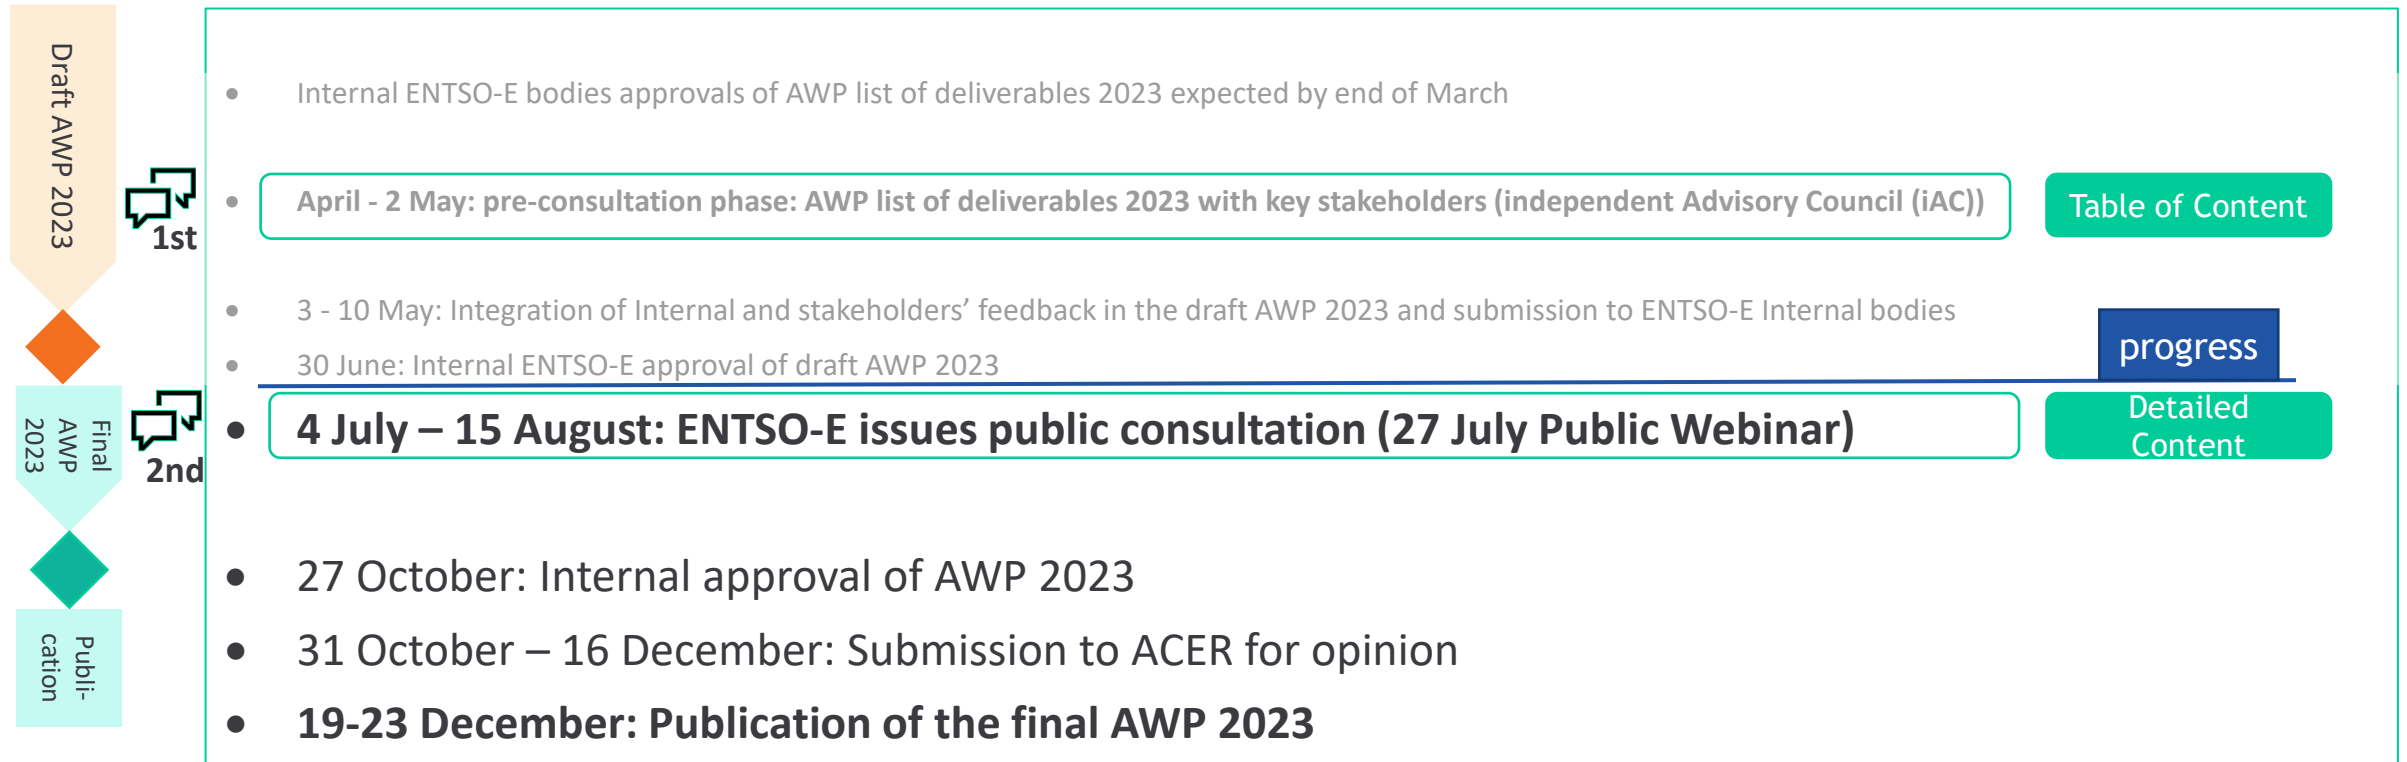 Draft AWP 2023
Internal ENTSO-E bodies approvals of AWP list of deliverables 2023 expected by end of March
1st
April - 2 May: pre-consultation phase: AWP list of deliverables 2023 with key stakeholders (independent Advisory Council (iAC))
Table of Content
3 - 10 May: Integration of Internal and stakeholders’ feedback in the draft AWP 2023 and submission to ENTSO-E Internal bodies
30 June: Internal ENTSO-E approval of draft AWP 2023
progress
Final
AWP
2023
2nd
4 July – 15 August: ENTSO-E issues public consultation (27 July Public Webinar)
Detailed
Content
27 October: Internal approval of AWP 2023
Publi-
cation
31 October – 16 December: Submission to ACER for opinion
19-23 December: Publication of the final AWP 2023